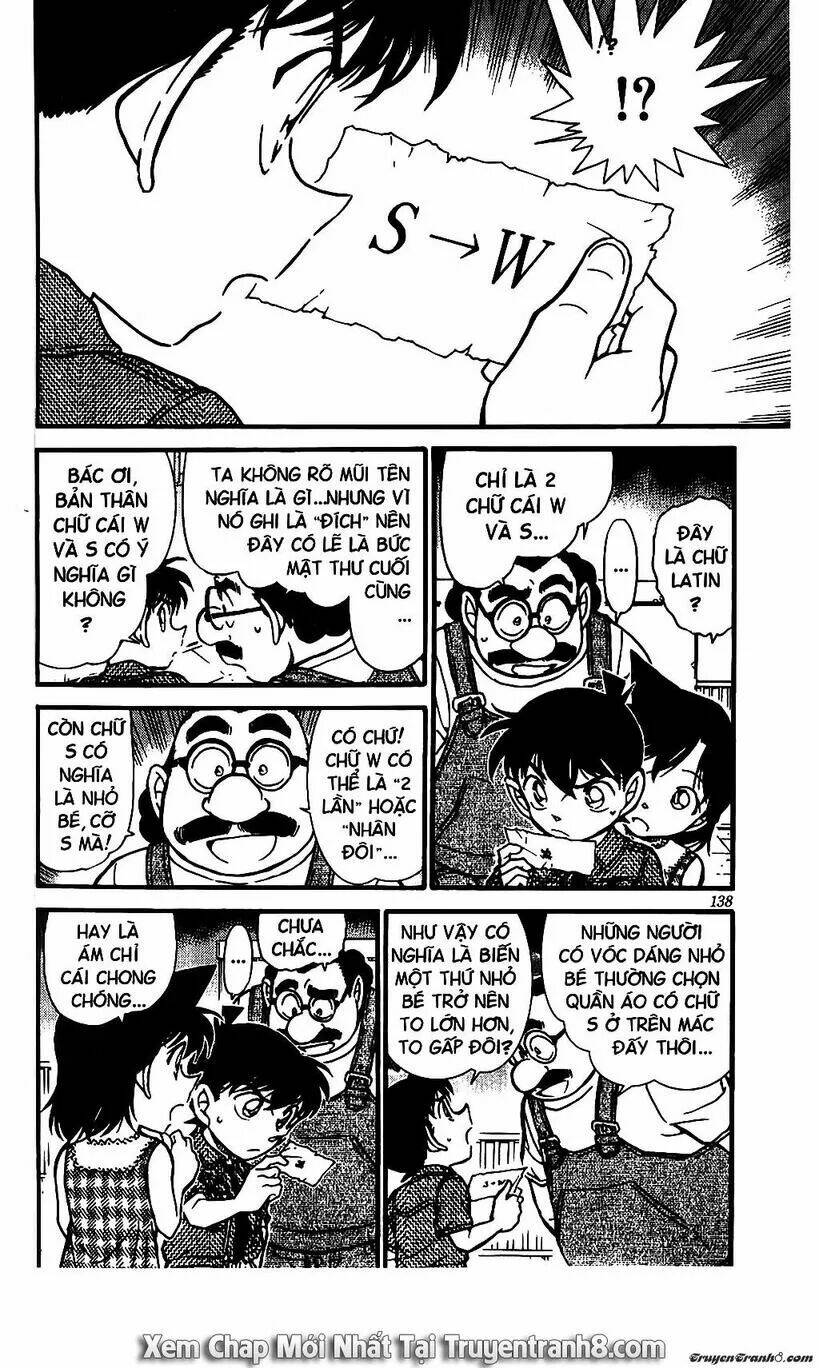 !?
!?
S→W
ĐÂY
LÀ CHỮ
LATIN
?
...
CHỈ LÀ 2
CHỮ CÁI W
VÀ S...
TA KHÔNG RÕ MŨI TÊN
NGHĨA LÀ GÌ...NHƯNG VÌ
NÓ GHI LÀ "ĐÍCH" NÊN
ĐÂY CÓ LẼ LÀ BỨC
MẬT THƯ CUỐI
CÙNG
...
BÁC ƠI,
BẢN THÂN
CHỮ CÁI W
VÀ S CÓ Ý
NGHĨA GÌ
KHÔNG
?
CÓ CHỨ!
CHỮ W CÓ
THỂ LÀ "2
LẦN" HOẶC
"NHÂN
ĐÔI"...
CÒN CHỮ
S CÓ
NGHĨA
LÀ NHỎ
BÉ, CỠ
S MÀ!
138
NHỮNG NGƯỜI
CÓ VÓC DÁNG NHỎ
BÉ THƯỜNG CHỌN
QUẦN ÁO CÓ CHỮ
S Ở TRÊN MÁC
ĐẤY THÔI...
NHƯ VẬY CÓ
NGHĨA LÀ BIẾN
MỘT THỨ NHỎ
BÉ TRỞ NÊN
TO LỚN HƠN,
TO GẤP ĐÔI?
S→W
CHƯA
CHẮC...
...
HAY LÀ
ÁM CHỈ
CÁI CHONG
CHÓNG...
Xem Chap Mới Nhất Tại Truyentranh8.com
TruyenTranh8.com